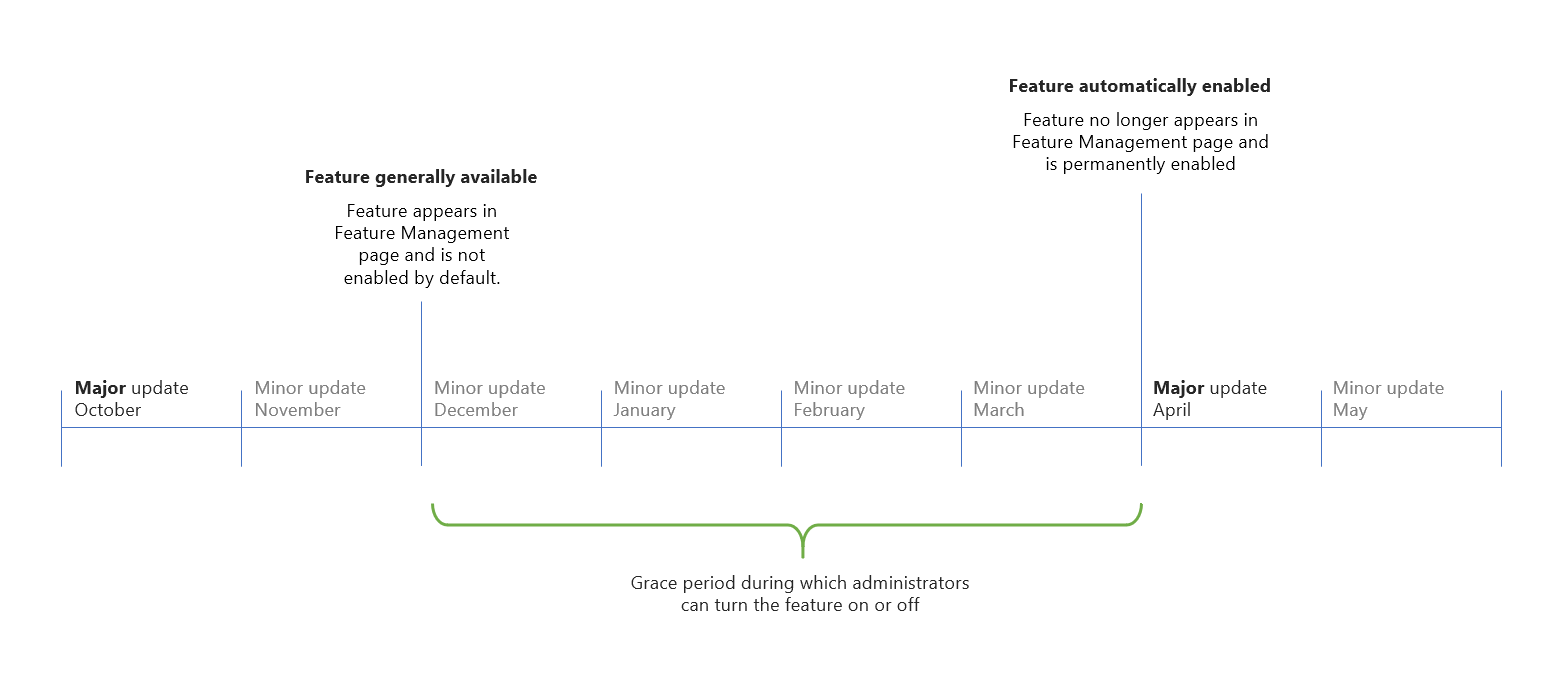 Feature automatically enabled
Feature no longer appears in
Feature Management page and
is permanently enabled
Feature generally available
Feature appears in
Feature Management
page and is not
enabled by default.
Major update
October
Minor update
November
Minor update
December
Minor update
January
Minor update
February
Minor update
March
Major update
April
Minor update
May
Grace period during which administrators
can turn the feature on or off